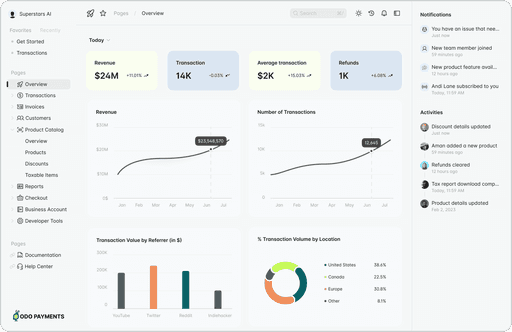 Superstars Ai
Favorites Recently
Get Started
Transactions
Pages
Overview
Transactions
Invoices
Customers
Product Catalog
Overview
Products
Discounts
Taxable Items
Reports
Checkout
Business Account
Developer Tools
Pages
Documentation
Help Center
ODO PAYMENTS
Pages / Overview
Search
Today
Revenue
$24M +11.01%
Transaction
14K -0.03%
Average transaction
$2K +15.03%
Refunds
1K +6.08%
Revenue
$30M
$20M
10M
0$
$23,548,570
Jan Feb Mar Apr May Jun Jul
Number of Transactions
15k
10K
5K
0
12,645
Jan Feb Mar Apr May Jun Jul
Transaction Value by Referrer (in $)
300K
200K
100K
0
YouTube Twitter Reddit
% Transaction Volume by Location
United States 38.6%
Canada 22.5%
Europe 30.8%
Other 8.1%
Notifications
You have an issue that nee...
Just now
New team member joined
59 minutes ago
New product feature avail...
12 hours ago
Andi Lane subscribed to you
Today, 11:59 AM
Activities
Discount details updated
Just now
Aman added a new product
59 minutes ago
Refunds cleared
12 hours ago
Tax report download comp...
Today, 11:59 AM
Product details updated
Feb 2, 2023